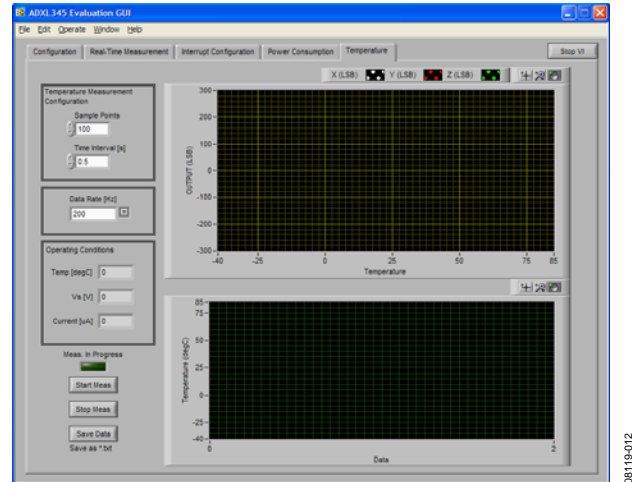 ADXL345 Evaluation GUI
File Edit Operate Window Help
Configuration Real-Time Measurement Interrupt Configuration Power Consumption Temperature
Stop VI
X (LSB) Y (LSB) Z (LSB)
Temperature Measurement
Configuration
Sample Points
100
Time Interval [s]
0.5
Data Rate [Hz]
200
Operating Conditions
Temp [degC] 0
Vs [V] 0
Current [uA] 0
Meas. In Progress
Start Meas
Stop Meas
Save Data
Save as *.txt
OUTPUT (LSB)
300
200
100
0
-100
-200
-300
-40 -25 0 25 50 75 85
Temperature
Temperature (degC)
85
75
50
25
0
-25
-40
0 2
Data
08119-012